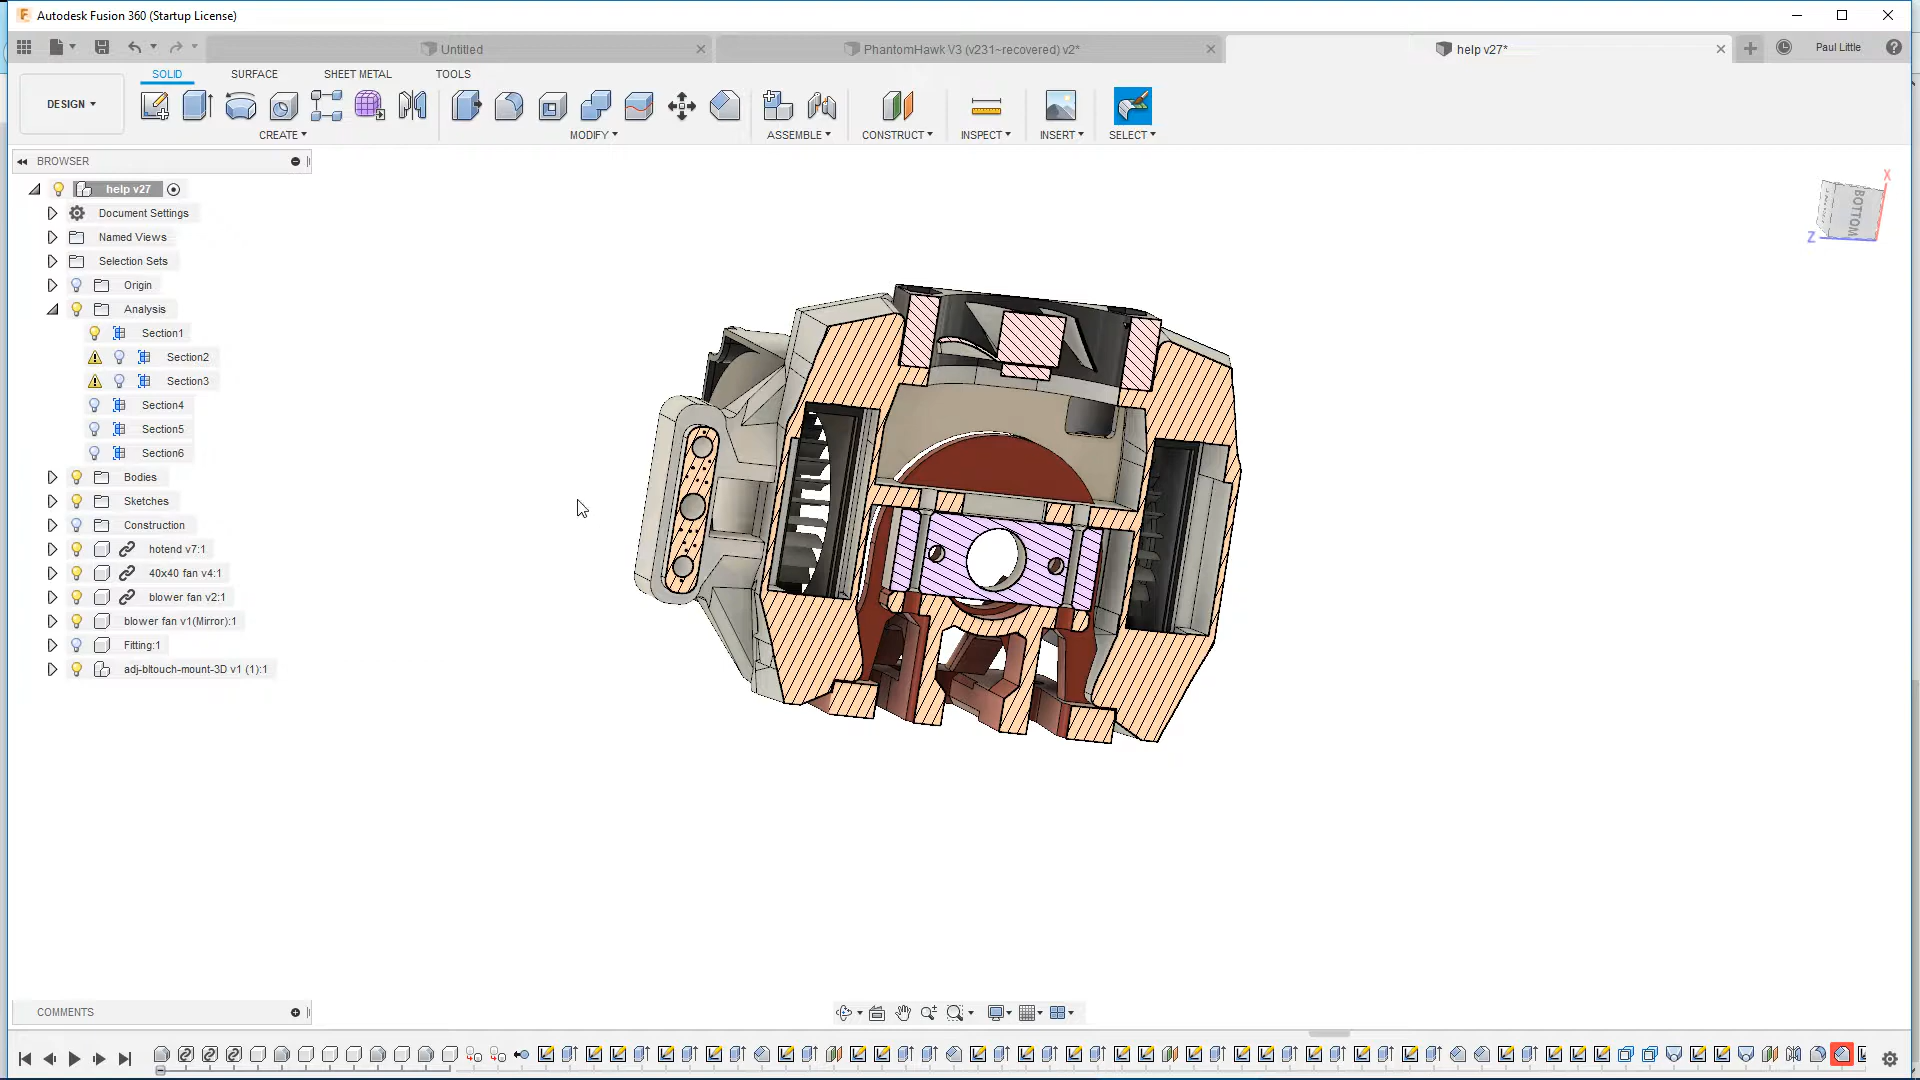 Autodesk Fusion 360 (Startup License)
Untitled
PhantomHawk V3 (v231~recovered) v2*
help v27*
Paul Little
SOLID SURFACE SHEET METAL TOOLS
DESIGN
CREATE MODIFY ASSEMBLE CONSTRUCT INSPECT INSERT SELECT
BROWSER
help v27
Document Settings
Named Views
Selection Sets
Origin
Analysis
Section1
Section2
Section3
Section4
Section5
Section6
Bodies
Sketches
Construction
hotend v7:1
40x40 fan v4:1
blower fan v2:1
blower fan v1(Mirror):1
Fitting:1
adj-bltouch-mount-3D v1 (1):1
X
BOTTOM
Z
COMMENTS